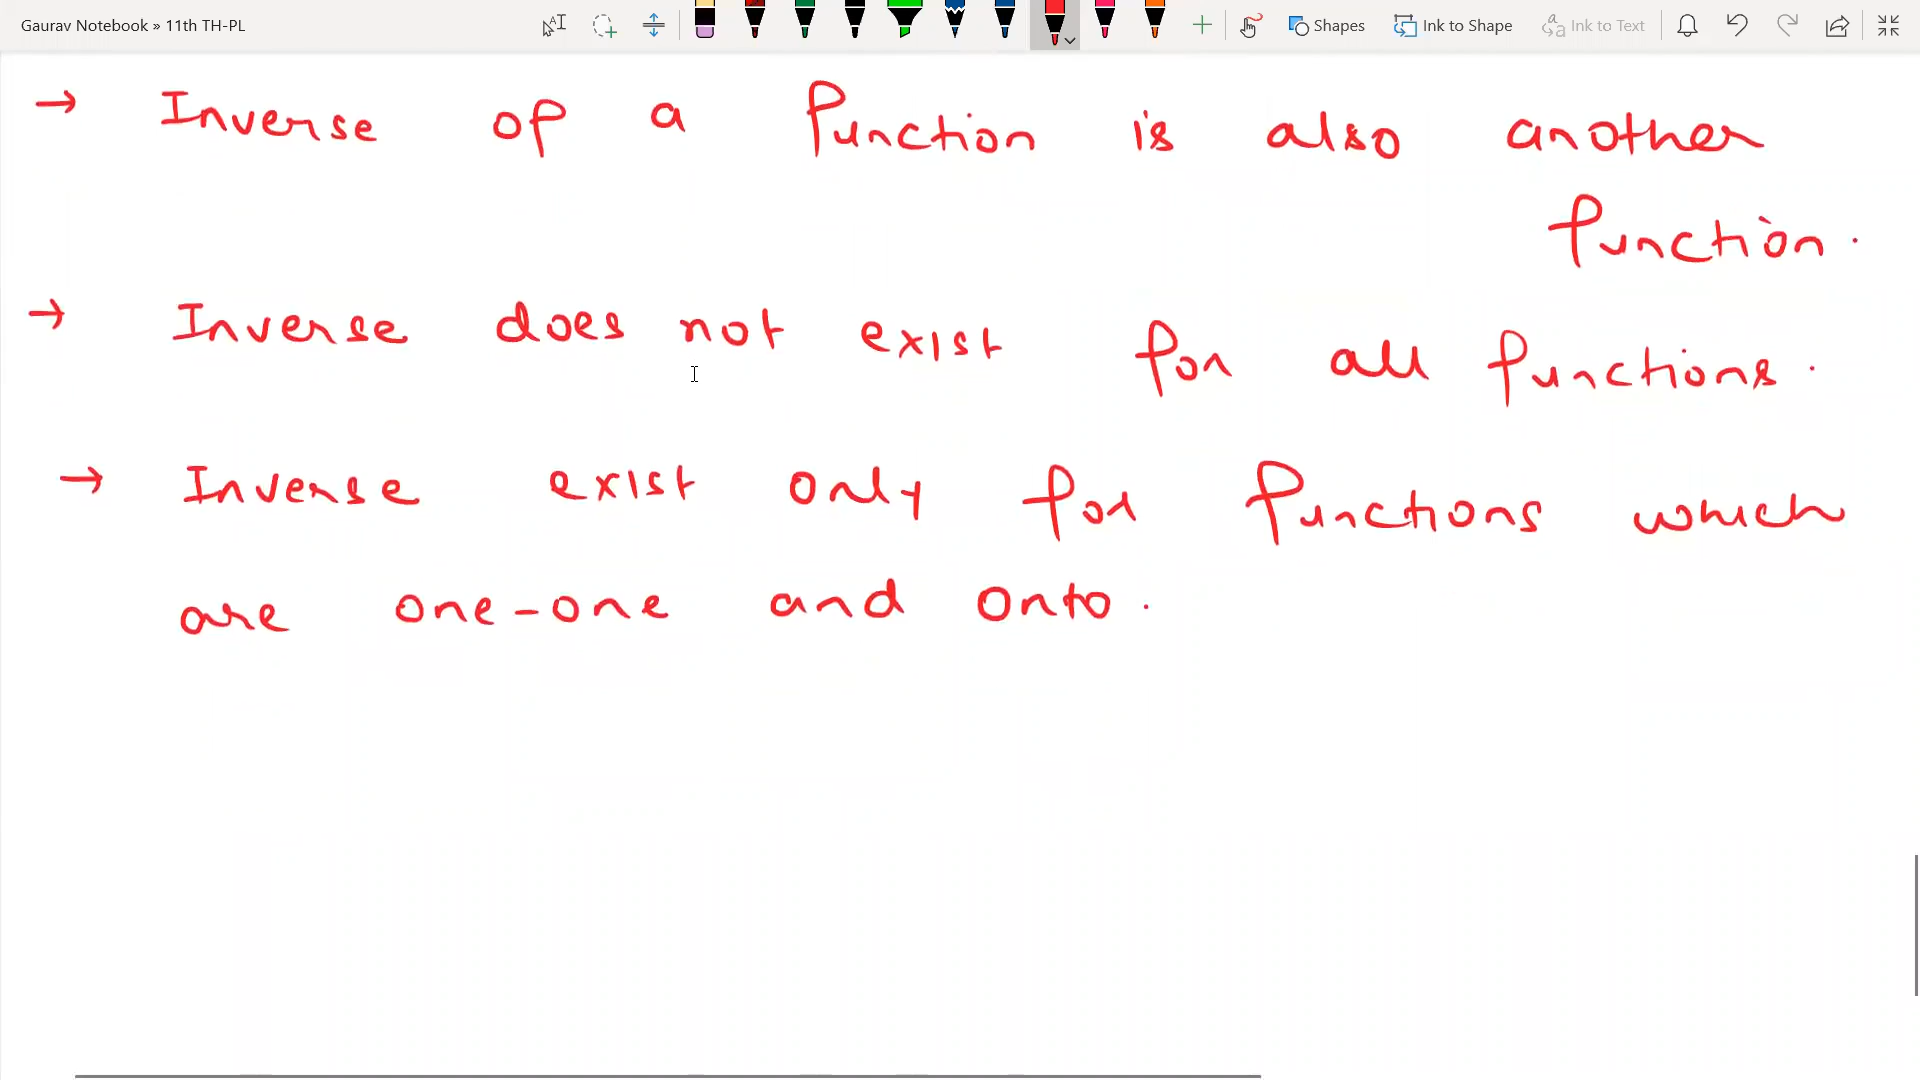 Gaurav Notebook » 11th TH-PL
Shapes Ink to Shape Ink to Text
→ Inverse of a function is also another
function.
→ Inverse does not exist for all functions.
→ Inverse exist only for functions which
are one-one and onto.